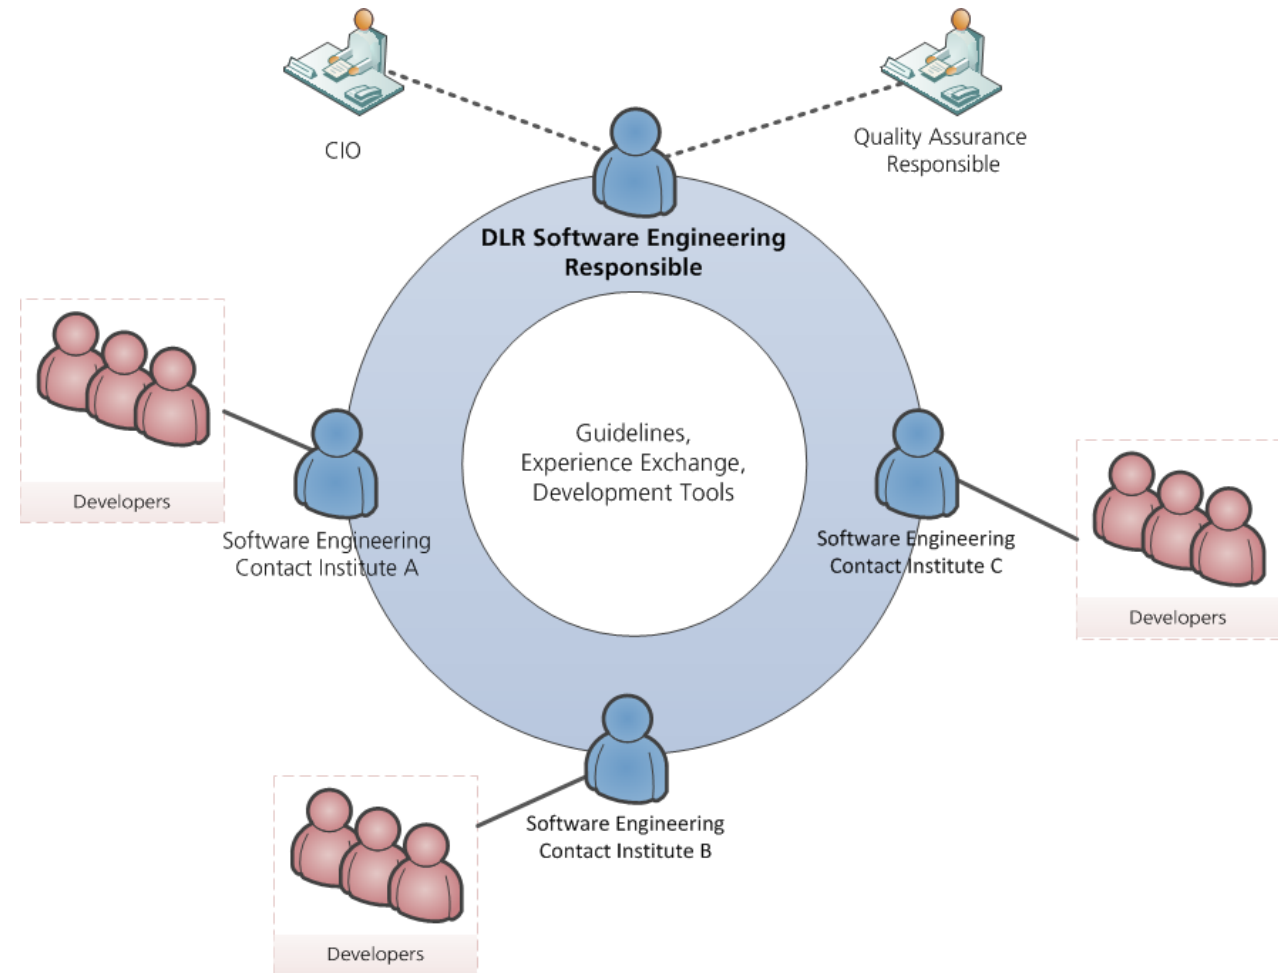 CIO
Quality Assurance
Responsible
DLR Software Engineering
Responsible
Guidelines,
Experience Exchange,
Development Tools
Developers
Software Engineering
Contact Institute A
Software Engineering
Contact Institute C
Developers
Software Engineering
Contact Institute B
Developers